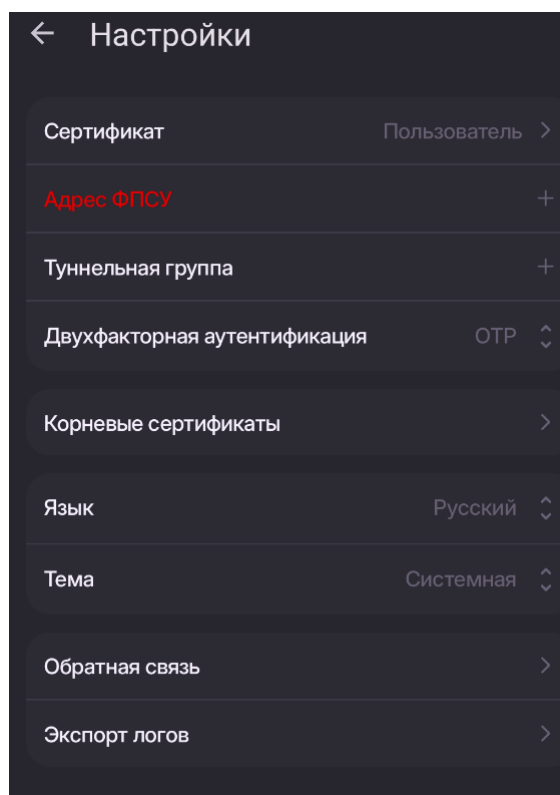 Настройки
Сертификат Пользователь
Адрес ФПСУ
Туннельная группа
Двухфакторная аутентификация OTP
Корневые сертификаты
Язык Русский
Тема Системная
Обратная связь
Экспорт логов